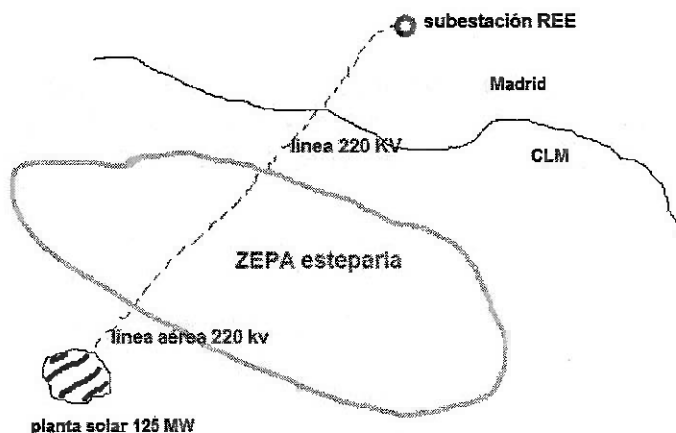 subestación REE
Madrid
línea 220 KV
CLM
ZEPA esteparia
línea aérea 220 kv
planta solar 125 MW